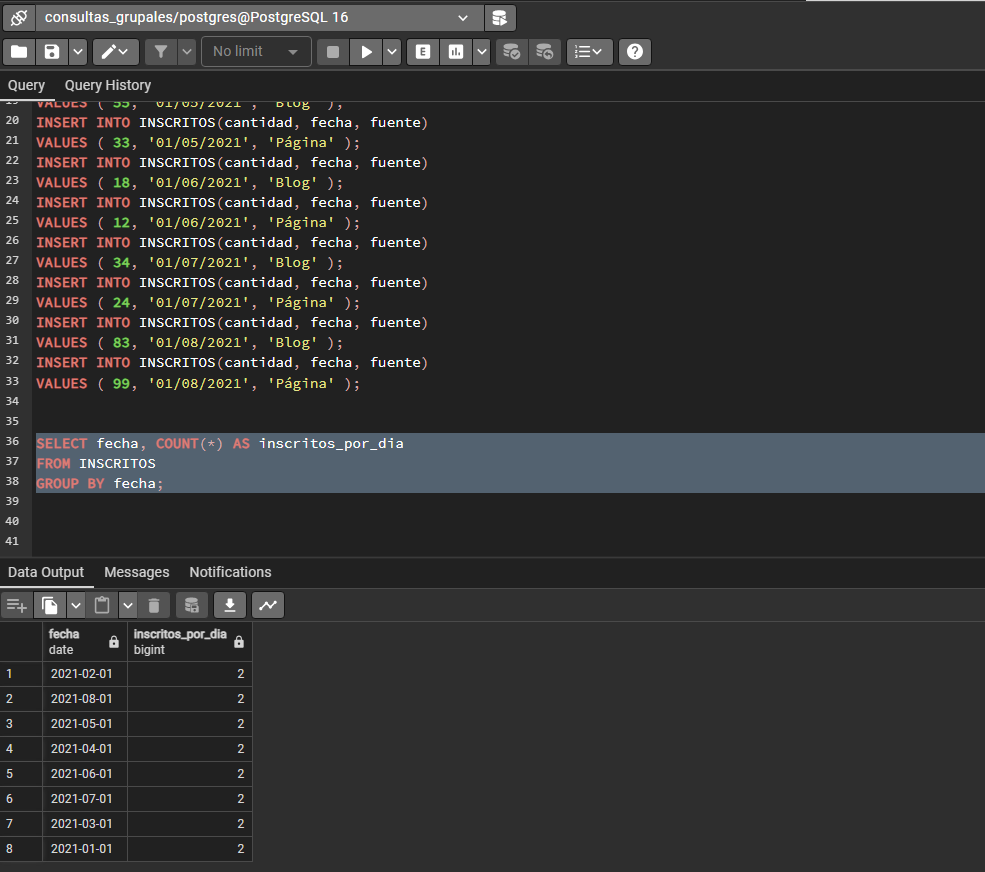 consultas_grupales/postgres@PostgreSQL 16
No limit
E
Query Query History
19 VALUES ( 55, '01/05/2021', 'Blog' );
20 INSERT INTO INSCRITOS(cantidad, fecha, fuente)
21 VALUES ( 33, '01/05/2021', 'Página' );
22 INSERT INTO INSCRITOS(cantidad, fecha, fuente)
23 VALUES ( 18, '01/06/2021', 'Blog' );
24 INSERT INTO INSCRITOS(cantidad, fecha, fuente)
25 VALUES ( 12, '01/06/2021', 'Página' );
26 INSERT INTO INSCRITOS(cantidad, fecha, fuente)
27 VALUES ( 34, '01/07/2021', 'Blog' );
28 INSERT INTO INSCRITOS(cantidad, fecha, fuente)
29 VALUES ( 24, '01/07/2021', 'Página' );
30 INSERT INTO INSCRITOS(cantidad, fecha, fuente)
31 VALUES ( 83, '01/08/2021', 'Blog' );
32 INSERT INTO INSCRITOS(cantidad, fecha, fuente)
33 VALUES ( 99, '01/08/2021', 'Página' );
34
35
36 SELECT fecha, COUNT(*) AS inscritos_por_dia
37 FROM INSCRITOS
38 GROUP BY fecha;
39
40
41
Data Output Messages Notifications
fecha inscritos_por_dia
date bigint
1 2021-02-01 2
2 2021-08-01 2
3 2021-05-01 2
4 2021-04-01 2
5 2021-06-01 2
6 2021-07-01 2
7 2021-03-01 2
8 2021-01-01 2